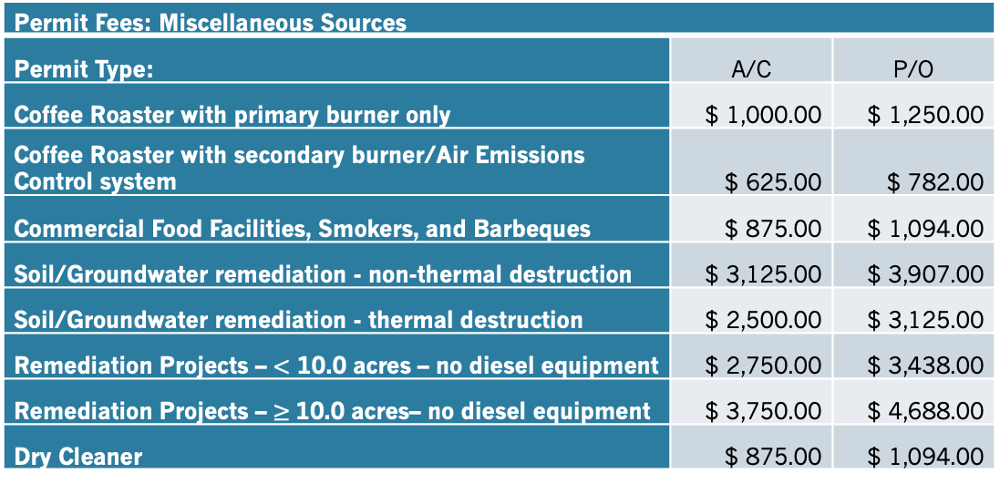 Permit Fees: Miscellaneous Sources
Permit Type: A/C P/O
Coffee Roaster with primary burner only $ 1,000.00 $ 1,250.00
Coffee Roaster with secondary burner/Air Emissions
Control system $ 625.00 $ 782.00
Commercial Food Facilities, Smokers, and Barbeques $ 875.00 $ 1,094.00
Soil/Groundwater remediation - non-thermal destruction $ 3,125.00 $ 3,907.00
Soil/Groundwater remediation - thermal destruction $ 2,500.00 $ 3,125.00
Remediation Projects – < 10.0 acres – no diesel equipment $ 2,750.00 $ 3,438.00
Remediation Projects – ≥ 10.0 acres– no diesel equipment $ 3,750.00 $ 4,688.00
Dry Cleaner $ 875.00 $ 1,094.00